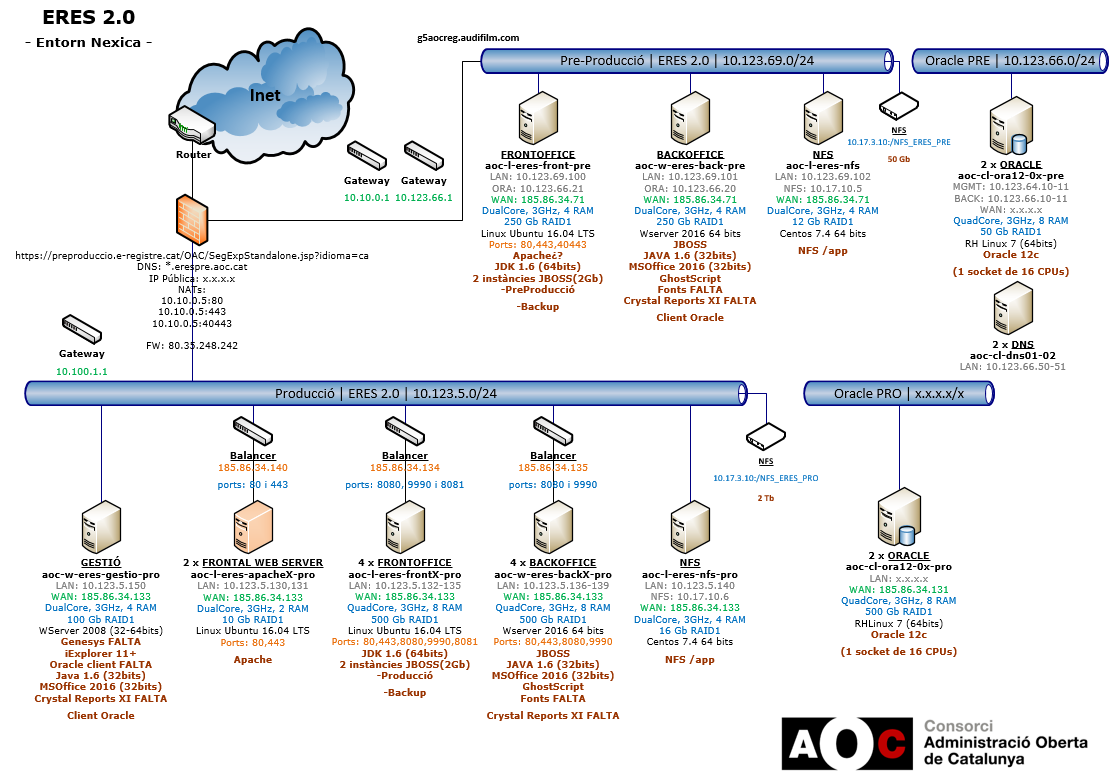 ERES 2.0
- Entorn Nexica -
Inet
Router
Gateway
10.10.0.1
Gateway
10.123.66.1
g5aocreg.audifilm.com
Pre-Producció | ERES 2.0 | 10.123.69.0/24
Oracle PRE | 10.123.66.0/24
NFS
10.17.3.10:/NFS_ERES_PRE
50 Gb
FRONTOFFICE
aoc-l-eres-front-pre
LAN: 10.123.69.100
ORA: 10.123.66.21
WAN: 185.86.34.71
DualCore, 3GHz, 4 RAM
250 Gb RAID1
Linux Ubuntu 16.04 LTS
Ports: 80,443,40443
Apache¿?
JDK 1.6 (64bits)
2 instàncies JBOSS(2Gb)
-PreProducció
-Backup
BACKOFFICE
aoc-w-eres-back-pre
LAN: 10.123.69.101
ORA: 10.123.66.20
WAN: 185.86.34.71
DualCore, 3GHz, 4 RAM
250 Gb RAID1
Wserver 2016 64 bits
JBOSS
JAVA 1.6 (32bits)
MSOffice 2016 (32bits)
GhostScript
Fonts FALTA
Crystal Reports XI FALTA
Client Oracle
NFS
aoc-l-eres-nfs
LAN: 10.123.69.102
NFS: 10.17.10.5
WAN: 185.86.34.71
DualCore, 3GHz, 4 RAM
12 Gb RAID1
Centos 7.4 64 bits
NFS /app
2 x ORACLE
aoc-cl-ora12-0x-pre
MGMT: 10.123.64.10-11
BACK: 10.123.66.10-11
WAN: x.x.x.x
QuadCore, 3GHz, 8 RAM
50 Gb RAID1
RH Linux 7 (64bits)
Oracle 12c
(1 socket de 16 CPUs)
2 x DNS
aoc-cl-dns01-02
LAN: 10.123.66.50-51
https://preproduccio.e-registre.cat/OAC/SegExpStandalone.jsp?idioma=ca
DNS: *.erespre.aoc.cat
IP Pública: x.x.x.x
NATs:
10.10.0.5:80
10.10.0.5:443
10.10.0.5:40443
FW: 80.35.248.242
Gateway
10.100.1.1
Producció | ERES 2.0 | 10.123.5.0/24
Oracle PRO | x.x.x.x/x
Balancer
185.86.34.140
ports: 80 i 443
Balancer
185.86.34.134
ports: 8080, 9990 i 8081
Balancer
185.86.34.135
ports: 8080 i 9990
NFS
10.17.3.10:/NFS_ERES_PRO
2 Tb
GESTIÓ
aoc-w-eres-gestio-pro
LAN: 10.123.5.150
WAN: 185.86.34.133
DualCore, 3GHz, 4 RAM
100 Gb RAID1
WServer 2008 (32-64bits)
Genesys FALTA
iExplorer 11+
Oracle client FALTA
Java 1.6 (32bits)
MSOffice 2016 (32bits)
Crystal Reports XI FALTA
Client Oracle
2 x FRONTAL WEB SERVER
aoc-l-eres-apacheX-pro
LAN: 10.123.5.130,131
WAN: 185.86.34.133
DualCore, 3GHz, 2 RAM
10 Gb RAID1
Linux Ubuntu 16.04 LTS
Ports: 80,443
Apache
4 x FRONTOFFICE
aoc-l-eres-frontX-pro
LAN: 10.123.5.132-135
WAN: 185.86.34.133
QuadCore, 3GHz, 8 RAM
500 Gb RAID1
Linux Ubuntu 16.04 LTS
Ports: 80,443,8080,9990,8081
JDK 1.6 (64bits)
2 instàncies JBOSS(2Gb)
-Producció
-Backup
4 x BACKOFFICE
aoc-w-eres-backX-pro
LAN: 10.123.5.136-139
WAN: 185.86.34.133
QuadCore, 3GHz, 8 RAM
500 Gb RAID1
Wserver 2016 64 bits
Ports: 80,443,8080,9990
JBOSS
JAVA 1.6 (32bits)
MSOffice 2016 (32bits)
GhostScript
Fonts FALTA
Crystal Reports XI FALTA
NFS
aoc-l-eres-nfs-pro
LAN: 10.123.5.140
NFS: 10.17.10.6
WAN: 185.86.34.133
DualCore, 3GHz, 4 RAM
16 Gb RAID1
Centos 7.4 64 bits
NFS /app
2 x ORACLE
aoc-cl-ora12-0x-pro
LAN: x.x.x.x
WAN: 185.86.34.131
QuadCore, 3GHz, 8 RAM
500 Gb RAID1
RHLinux 7 (64bits)
Oracle 12c
(1 socket de 16 CPUs)
AOC
Consorci
Administració Oberta
de Catalunya